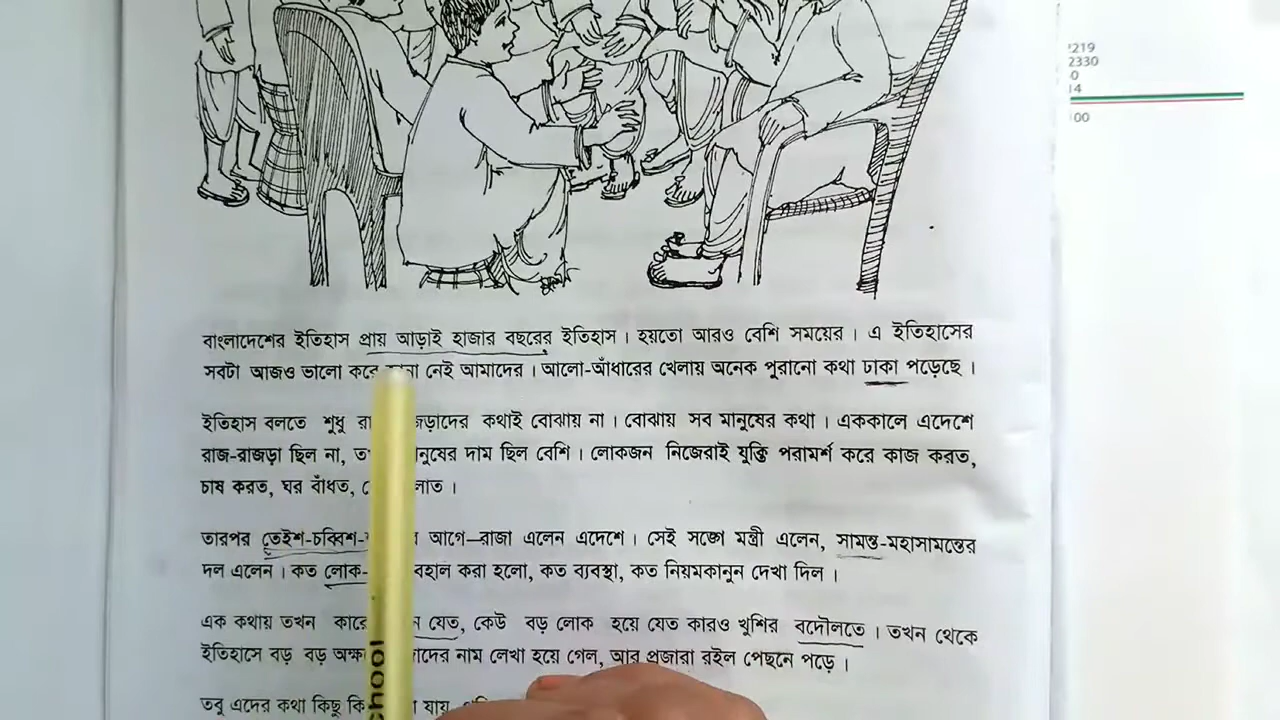 219
2330
0
14
00
বাংলাদেশের ইতিহাস প্রায় আড়াই হাজার বছরের ইতিহাস। হয়তো আরও বেশি সময়ের। এ ইতিহাসের
সবটা আজও ভালো করে নেই আমাদের। আলো-আঁধারের খেলায় অনেক পুরানো কথা ঢাকা পড়েছে।
ইতিহাস বলতে শুধু কথাই বোঝায় না। বোঝায় সব মানুষের কথা। এককালে এদেশে
রাজ-রাজড়া ছিল না, দাম ছিল বেশি। লোকজন নিজেরাই যুক্তি পরামর্শ করে কাজ করত,
চাষ করত, ঘর বাঁধত,
তারপর তেইশ-চব্বিশ- আগে—রাজা এলেন এদেশে। সেই সঙ্গে মন্ত্রী এলেন, সামন্ত-মহাসামন্তের
দল এলেন। কত লোক- বহাল করা হলো, কত ব্যবস্থা, কত নিয়মকানুন দেখা দিল।
এক কথায় তখন যেত, কেউ বড় লোক হয়ে যেত কারও খুশির বদৌলতে। তখন থেকে
ইতিহাসে বড় বড় নাম লেখা হয়ে গেল, আর প্রজারা রইল পেছনে পড়ে।
তবু এদের কথা কিছু যায়
chool